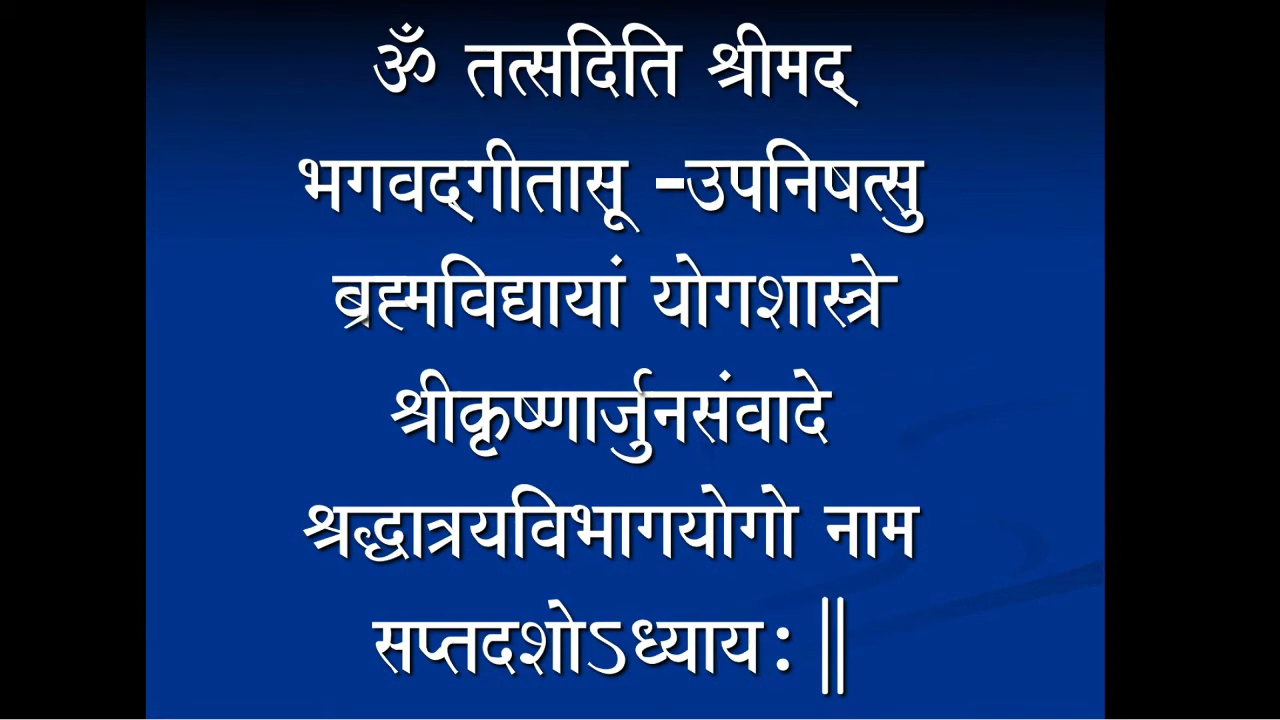 ॐ तत्सदिति श्रीमद्
भगवद्‌गीतासू -उपनिषत्सु
ब्रह्मविद्यायां योगशास्त्रे
श्रीकृष्णार्जुनसंवादे
श्रद्धात्रयविभागयोगो नाम
सप्तदशोऽध्याय: ||